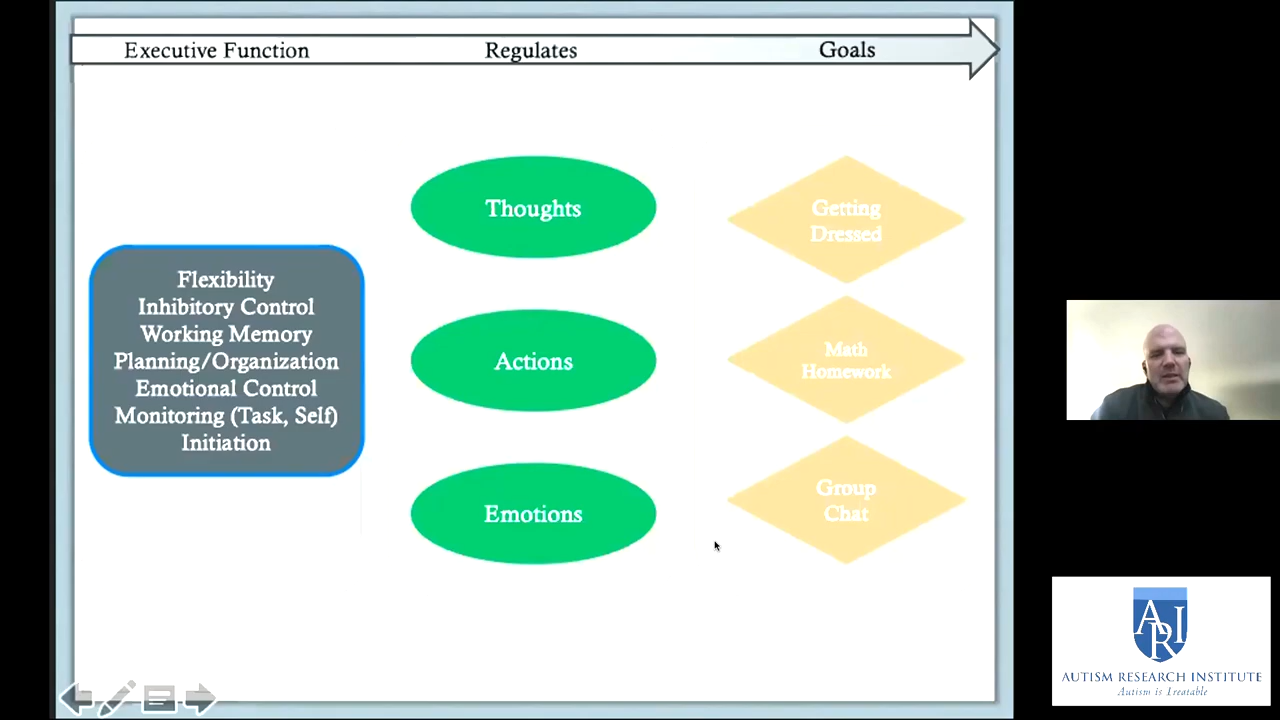 Executive Function Regulates Goals
Flexibility
Inhibitory Control
Working Memory
Planning/Organization
Emotional Control
Monitoring (Task, Self)
Initiation
Thoughts
Actions
Emotions
Getting
Dressed
Math
Homework
Group
Chat
ARI
AUTISM RESEARCH INSTITUTE
Autism is Treatable